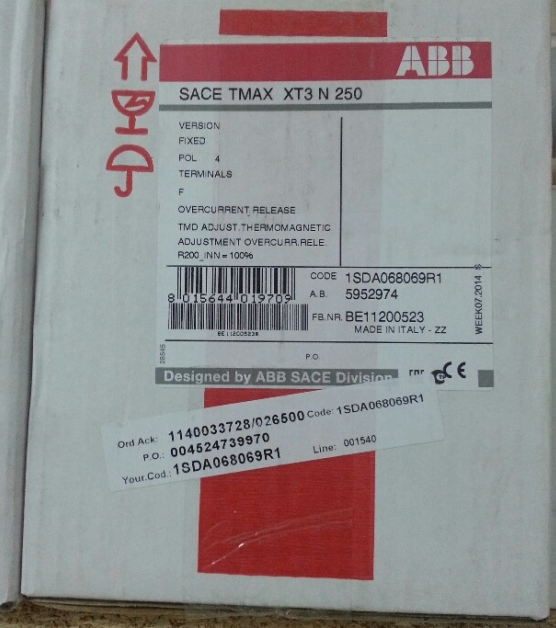 ABB
SACE TMAX XT3 N 250
VERSION
FIXED
POL 4
TERMINALS
F
OVERCURRENT RELEASE
TMD ADJUST.THERMOMAGNETIC
ADJUSTMENT OVERCURR.RELE.
R200_INN=100%
CODE 1SDA068069R1
8 015644 019709
A.B. 5952974
FB.NR. BE11200523
MADE IN ITALY - ZZ
WEEK07.2014
P.O.
Designed by ABB SACE Division
CE
Ord Ack: 1140033728/026500 Code: 1SDA068069R1
P.O.: 004524739970
Your.Cod.: 1SDA068069R1 Line: 001540